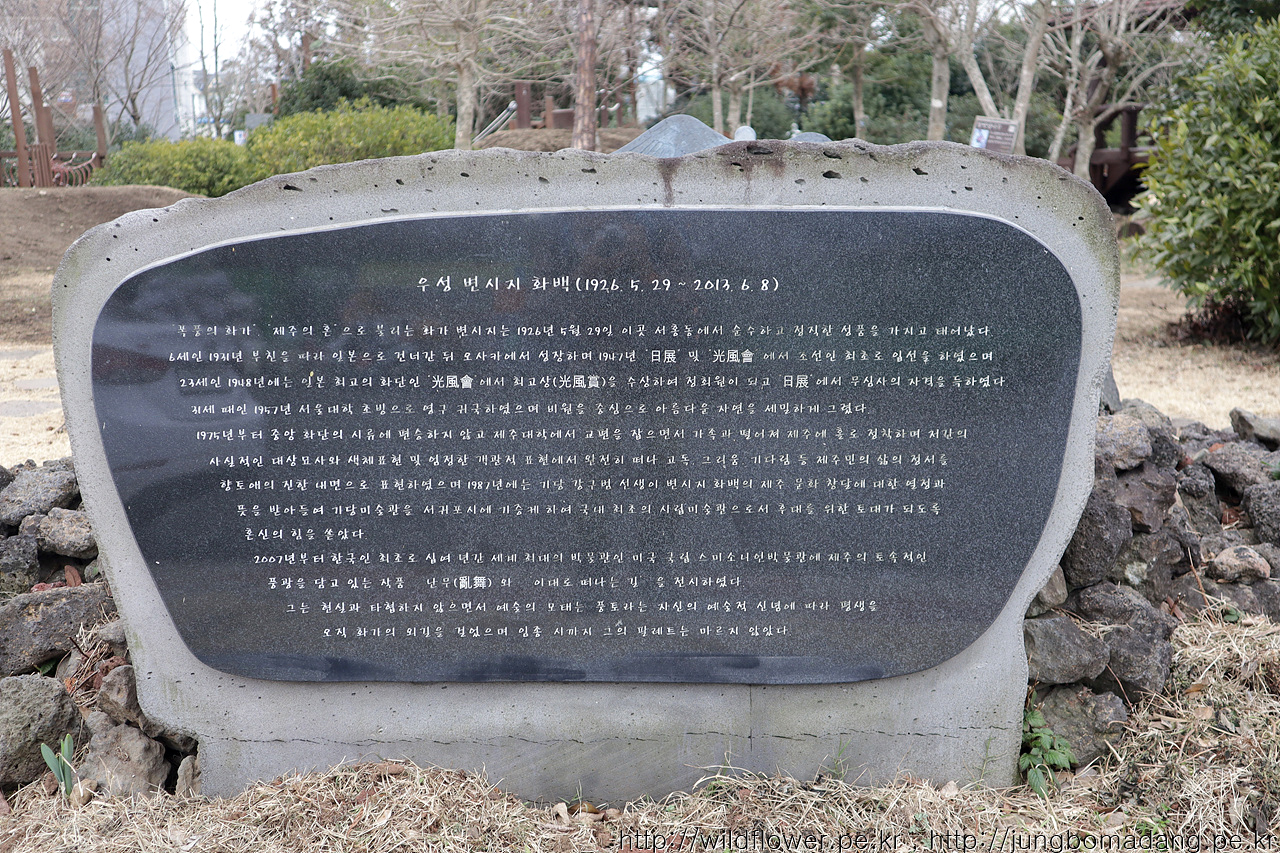 우성 변시지 화백(1926. 5. 29 ~ 2013. 6. 8)
"폭풍의 화가" "제주의 혼"으로 불리는 화가 변시지는 1926년 5월 29일 이곳 서홍동에서 순수하고 정직한 성품을 가지고 태어났다.
6세인 1931년 부친을 따라 일본으로 건너간 뒤 오사카에서 성장하며 1947년 "日展" 및 "光風會"에서 조선인 최초로 입선을 하였으며
23세인 1948년에는 일본 최고의 화단인 "光風會"에서 최고상(光風賞)을 수상하여 정회원이 되고 "日展"에서 무심사의 자격을 득하였다.
31세 때인 1957년 서울대학 초빙으로 영구 귀국하였으며 비원을 중심으로 아름다운 자연을 세밀하게 그렸다.
1975년부터 중앙 화단의 시류에 편승하지 않고 제주대학에서 교편을 잡으면서 가족과 떨어져 제주에 홀로 정착하며 저간의
사실적인 대상묘사와 색채표현 및 엄정한 객관적 표현에서 완전히 떠나 고독, 그리움, 기다림 등 제주민의 삶의 정서를
향토애의 진한 내면으로 표현하였으며 1987년에는 기당 강구범 선생이 변시지 화백의 제주 문화 창달에 대한 열정과
뜻을 받아들여 기당미술관을 서귀포시에 기증케 하여 국내 최초의 시립미술관으로서 후대를 위한 토대가 되도록
혼신의 힘을 쏟았다.
2007년부터 한국인 최초로 십여 년간 세계 최대의 박물관인 미국 국립 스미소니언박물관에 제주의 토속적인
풍광을 담고 있는 작품 난무(亂舞) 와 이대로 떠나는 길 을 전시하였다.
그는 현실과 타협하지 않으면서 예술의 모태는 풍토라는 자신의 예술적 신념에 따라 평생을
오직 화가의 외길을 걸었으며 임종 시까지 그의 팔레트는 마르지 않았다.
http://wildflower.pe.kr ; http://jungbomadang.pe.kr